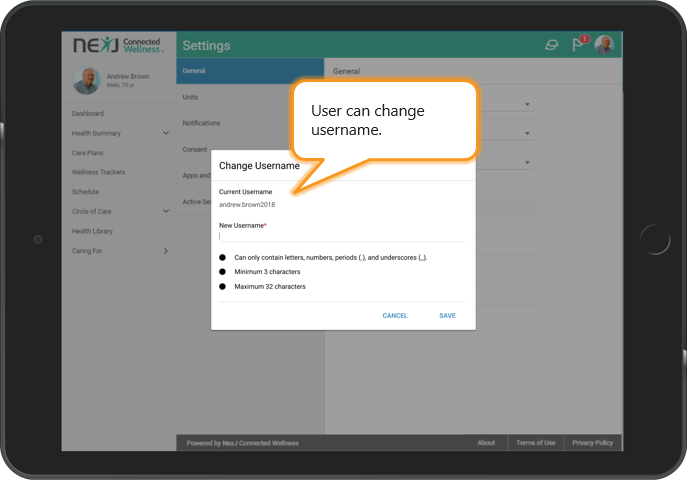 NEXJ Connected Wellness
Settings
1
Andrew Brown
Male, 70 yr
Dashboard
Health Summary
Care Plans
Wellness Trackers
Schedule
Circle of Care
Health Library
Caring For
General
Units
Notifications
Consent
Apps and
Active Se
General
User can change
username.
Change Username
Current Username
andrew.brown2018
New Username*
Can only contain letters, numbers, periods (.), and underscores (_).
Minimum 3 characters
Maximum 32 characters
CANCEL SAVE
Powered by NexJ Connected Wellness
About Terms of Use Privacy Policy